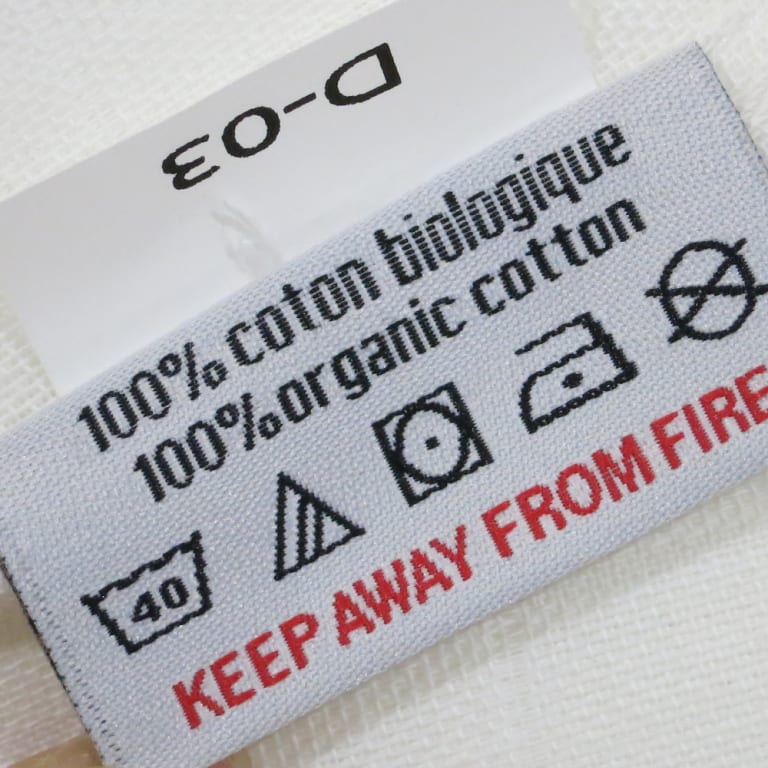 D-03
100% coton biologique
100% organic cotton
40
KEEP AWAY FROM FIRE